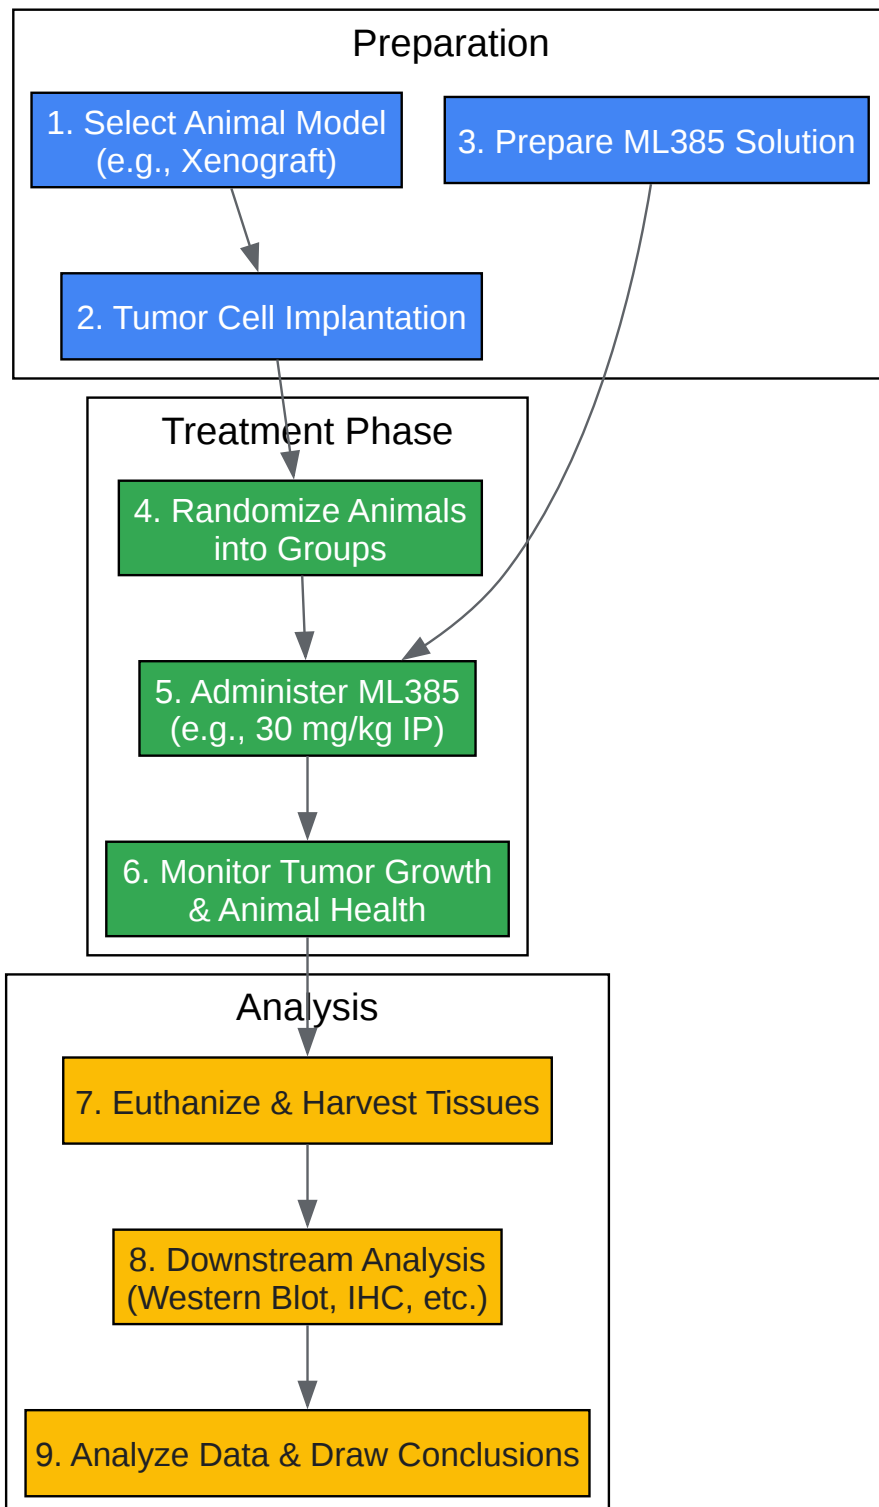 Preparation
1. Select Animal Model
(e.g., Xenograft)
3. Prepare ML385 Solution
2. Tumor Cell Implantation
Treatment Phase
4. Randomize Animals
into Groups
5. Administer ML385
(e.g., 30 mg/kg IP)
6. Monitor Tumor Growth
& Animal Health
Analysis
7. Euthanize & Harvest Tissues
8. Downstream Analysis
(Western Blot, IHC, etc.)
9. Analyze Data & Draw Conclusions